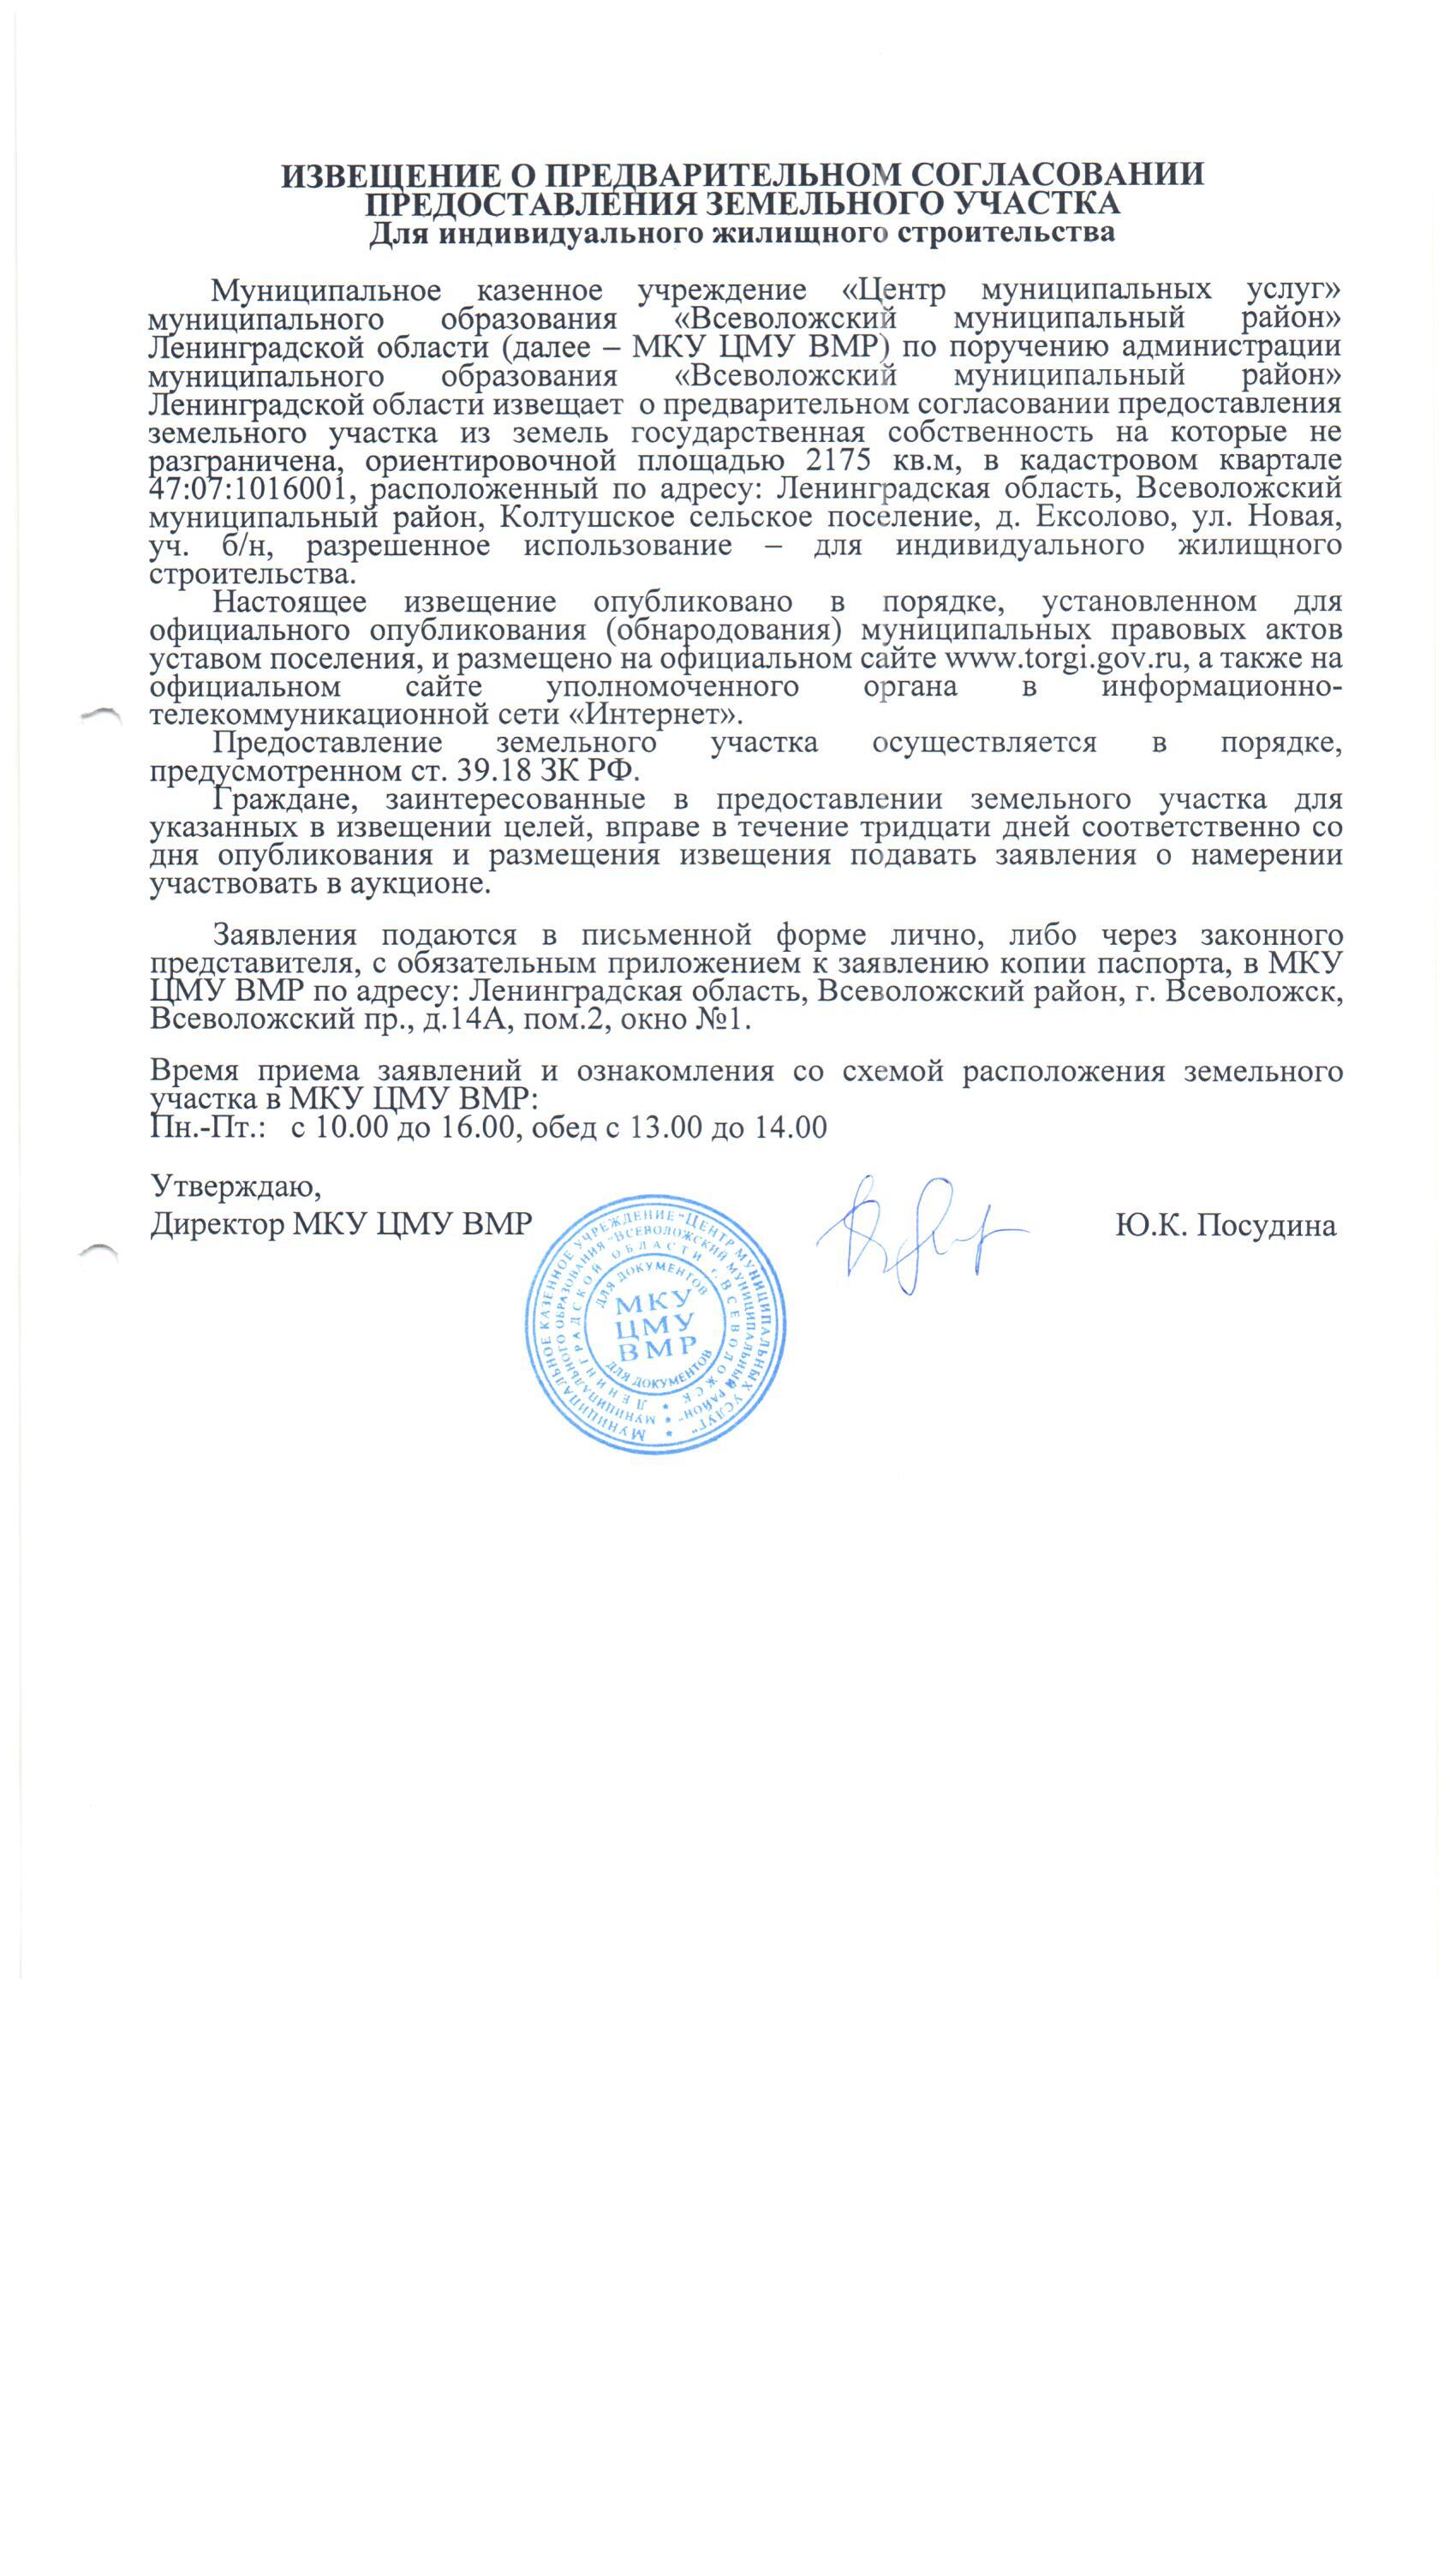 ИЗВЕЩЕНИЕ О ПРЕДВАРИТЕЛЬНОМ СОГЛАСОВАНИИ
ПРЕДОСТАВЛЕНИЯ ЗЕМЕЛЬНОГО УЧАСТКА
Для индивидуального жилищного строительства
Муниципальное казенное учреждение «Центр муниципальных услуг»
муниципального образования «Всеволожский муниципальный район»
Ленинградской области (далее – МКУ ЦМУ ВМР) по поручению администрации
муниципального образования «Всеволожский муниципальный район»
Ленинградской области извещает о предварительном согласовании предоставления
земельного участка из земель государственная собственность на которые не
разграничена, ориентировочной площадью 2175 кв.м, в кадастровом квартале
47:07:1016001, расположенный по адресу: Ленинградская область, Всеволожский
муниципальный район, Колтушское сельское поселение, д. Ексолово, ул. Новая,
уч. б/н, разрешенное использование – для индивидуального жилищного
строительства.
Настоящее извещение опубликовано в порядке, установленном для
официального опубликования (обнародования) муниципальных правовых актов
уставом поселения, и размещено на официальном сайте www.torgi.gov.ru, а также на
официальном сайте уполномоченного органа в информационно-
телекоммуникационной сети «Интернет».
Предоставление земельного участка осуществляется в порядке,
предусмотренном ст. 39.18 ЗК РФ.
Граждане, заинтересованные в предоставлении земельного участка для
указанных в извещении целей, вправе в течение тридцати дней соответственно со
дня опубликования и размещения извещения подавать заявления о намерении
участвовать в аукционе.
Заявления подаются в письменной форме лично, либо через законного
представителя, с обязательным приложением к заявлению копии паспорта, в МКУ
ЦМУ ВМР по адресу: Ленинградская область, Всеволожский район, г. Всеволожск,
Всеволожский пр., д.14А, пом.2, окно №1.
Время приема заявлений и ознакомления со схемой расположения земельного
участка в МКУ ЦМУ ВМР:
Пн.-Пт.: с 10.00 до 16.00, обед с 13.00 до 14.00
Утверждаю,
Директор МКУ ЦМУ ВМР Ю.К. Посудина
МУНИЦИПАЛЬНОЕ КАЗЕННОЕ УЧРЕЖДЕНИЕ "ЦЕНТР МУНИЦИПАЛЬНЫХ УСЛУГ"
МУНИЦИПАЛЬНОГО ОБРАЗОВАНИЯ "ВСЕВОЛОЖСКИЙ МУНИЦИПАЛЬНЫЙ РАЙОН"
ЛЕНИНГРАДСКОЙ ОБЛАСТИ г. ВСЕВОЛОЖСК
ДЛЯ ДОКУМЕНТОВ
МКУ
ЦМУ
ВМР
ДЛЯ ДОКУМЕНТОВ